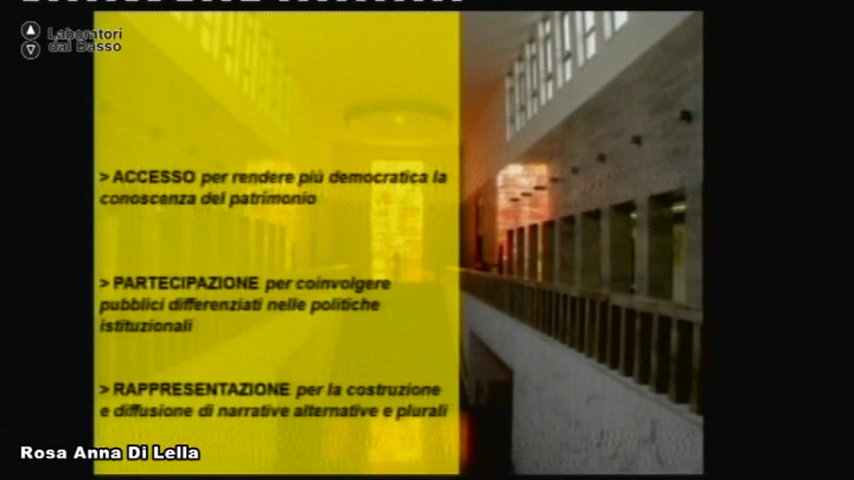 Laboratori
dal Basso
> ACCESSO per rendere più democratica la
conoscenza del patrimonio
> PARTECIPAZIONE per coinvolgere
pubblici differenziati nelle politiche
istituzionali
> RAPPRESENTAZIONE per la costruzione
e diffusione di narrative alternative e plurali
Rosa Anna Di Lella